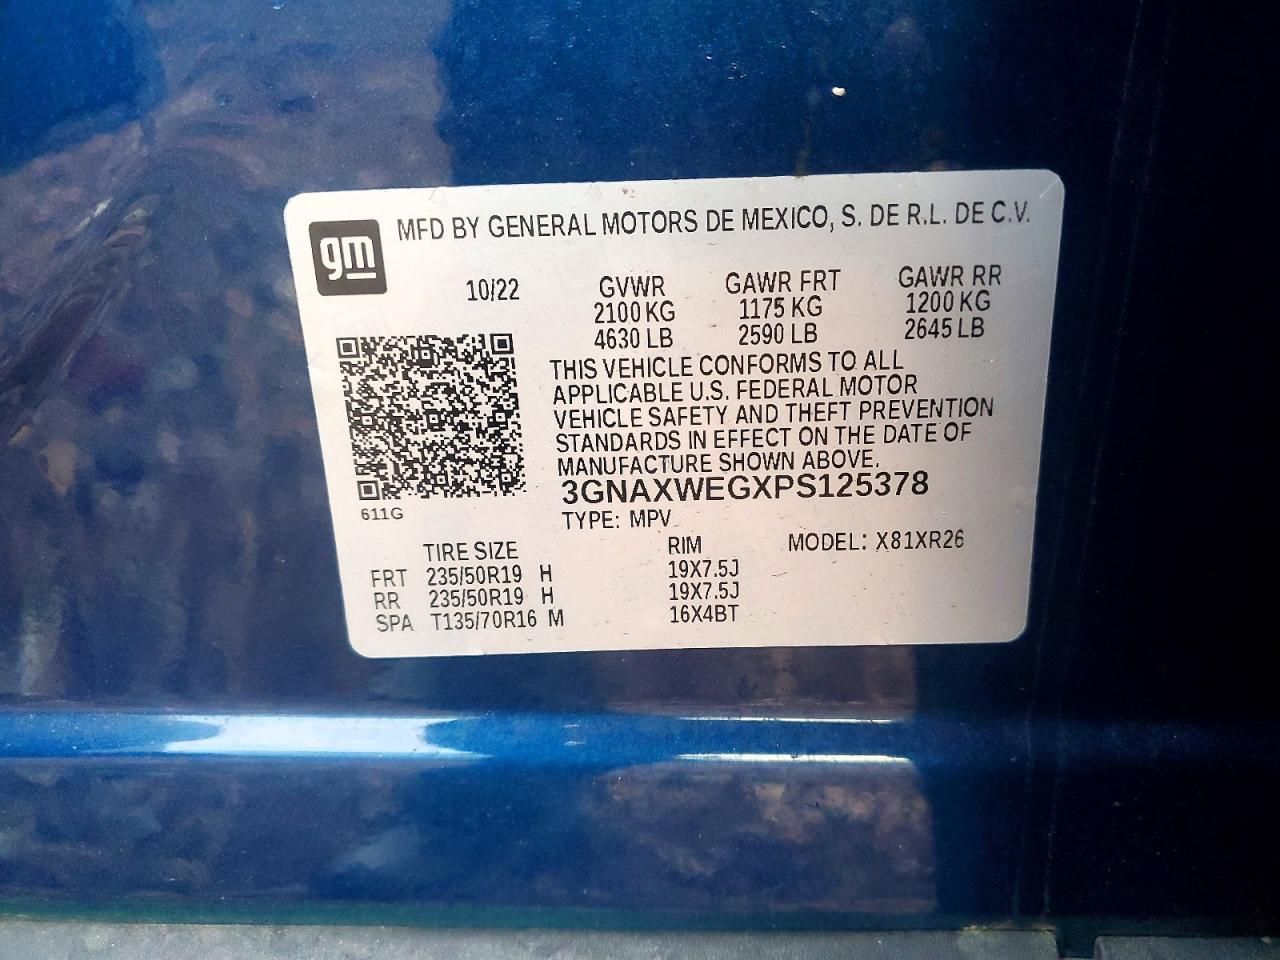 gm
MFD BY GENERAL MOTORS DE MEXICO, S. DE R.L. DE C.V.
10/22 GVWR GAWR FRT GAWR RR
2100 KG 1175 KG 1200 KG
4630 LB 2590 LB 2645 LB
THIS VEHICLE CONFORMS TO ALL
APPLICABLE U.S. FEDERAL MOTOR
VEHICLE SAFETY AND THEFT PREVENTION
STANDARDS IN EFFECT ON THE DATE OF
MANUFACTURE SHOWN ABOVE.
3GNAXWEGXPS125378
611G
TYPE: MPV
TIRE SIZE RIM MODEL: X81XR26
FRT 235/50R19 H 19X7.5J
RR 235/50R19 H 19X7.5J
SPA T135/70R16 M 16X4BT